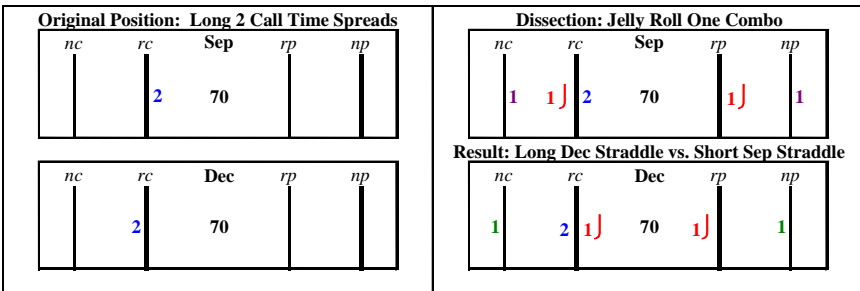 Original Position: Long 2 Call Time Spreads
nc rc Sep rp np
2 70
nc rc Dec rp np
2 70
Dissection: Jelly Roll One Combo
nc rc Sep rp np
1 1⌡ 2 70 1⌡ 1
Result: Long Dec Straddle vs. Short Sep Straddle
nc rc Dec rp np
1 2 1⌡ 70 1⌡ 1